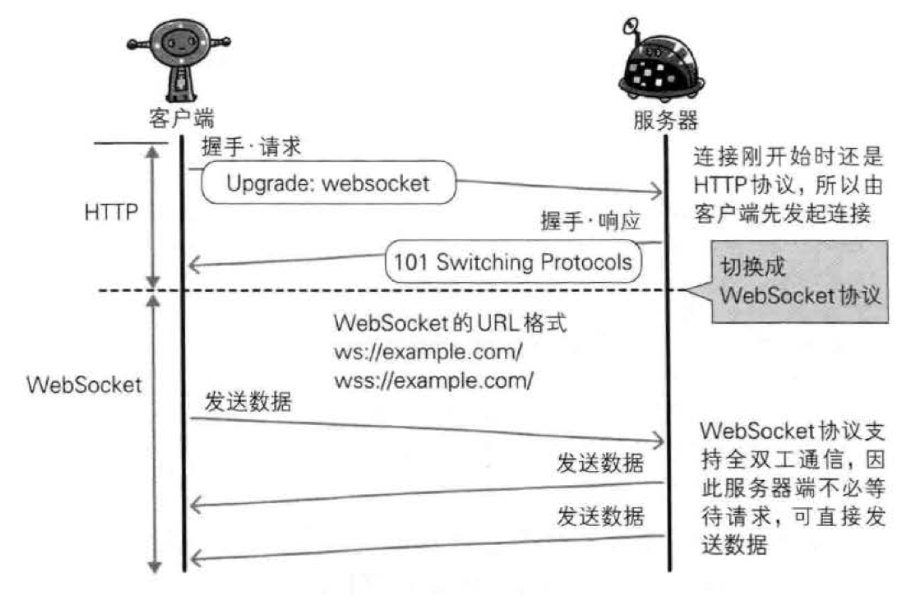 客户端
服务器
握手·请求
Upgrade: websocket
HTTP
握手·响应
101 Switching Protocols
连接刚开始时还是
HTTP协议，所以由
客户端先发起连接
切换成
WebSocket协议
WebSocket的URL格式
ws://example.com/
wss://example.com/
WebSocket
发送数据
发送数据
发送数据
WebSocket协议支
持全双工通信，因
此服务器端不必等
待请求，可直接发
送数据